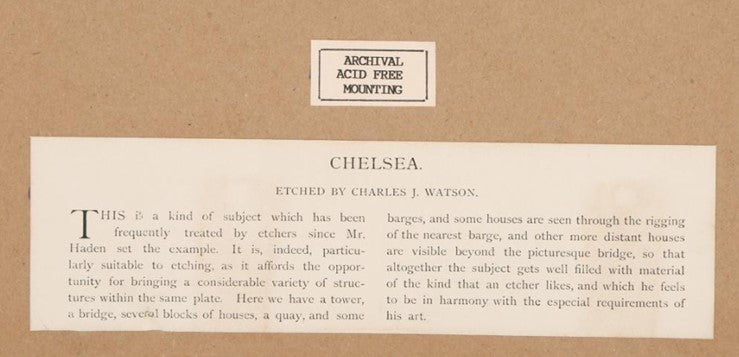 ARCHIVAL
ACID FREE
MOUNTING
CHELSEA.
ETCHED BY CHARLES J. WATSON.
THIS is a kind of subject which has been
frequently treated by etchers since Mr.
Haden set the example. It is, indeed, particu-
larly suitable to etching, as it affords the oppor-
tunity for bringing a considerable variety of struc-
tures within the same plate. Here we have a tower,
a bridge, several blocks of houses, a quay, and some
barges, and some houses are seen through the rigging
of the nearest barge, and other more distant houses
are visible beyond the picturesque bridge, so that
altogether the subject gets well filled with material
of the kind that an etcher likes, and which he feels
to be in harmony with the especial requirements of
his art.